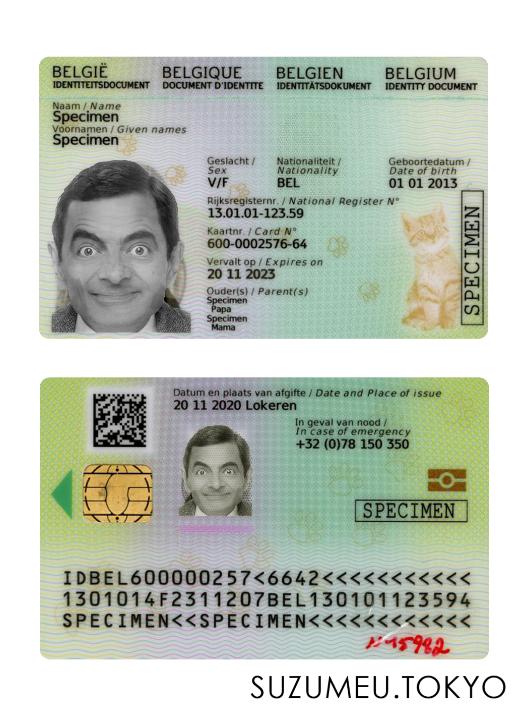 BELGIË BELGIQUE BELGIEN BELGIUM
IDENTITEITSDOCUMENT DOCUMENT D'IDENTITE IDENTITÄTSDOKUMENT IDENTITY DOCUMENT
Naam / Name
Specimen
Voornamen / Given names
Specimen
Geslacht / Sex
V/F
Nationaliteit / Nationality
BEL
Geboortedatum / Date of birth
01 01 2013
Rijksregisternr. / National Register N°
13.01.01-123.59
Kaartnr. / Card N°
600-0002576-64
Vervalt op / Expires on
20 11 2023
Ouder(s) / Parent(s)
Specimen
Papa
Specimen
Mama
SPECIMEN
Datum en plaats van afgifte / Date and Place of issue
20 11 2020 Lokeren
In geval van nood /
In case of emergency
+32 (0)78 150 350
SPECIMEN
IDBEL600000257<6642<<<<<<<<<<<
1301014F2311207BEL130101123594
SPECIMEN<<SPECIMEN<<<<<<<<<<<<
SUZUMEU.TOKYO